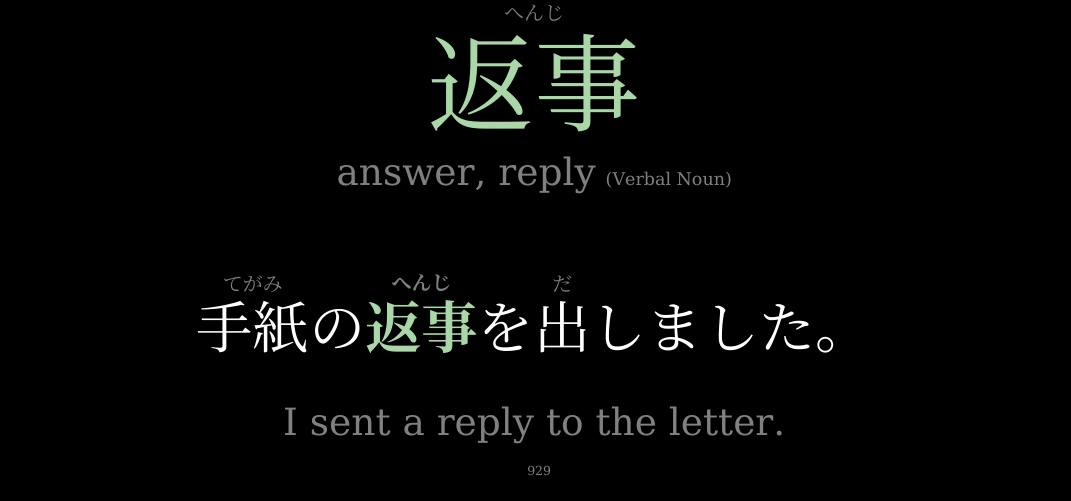 へんじ
返事
answer, reply (Verbal Noun)
てがみ へんじ だ
手紙の返事を出しました。
I sent a reply to the letter.
929